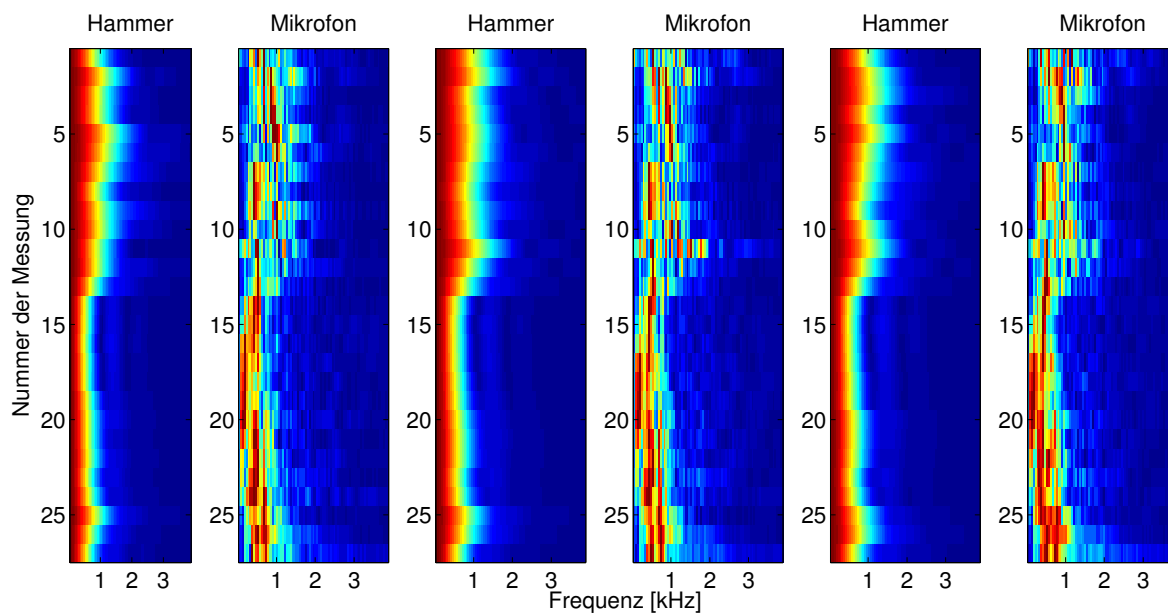 Hammer Mikrofon Hammer Mikrofon Hammer Mikrofon
Nummer der Messung
5 5 5 5 5 5
10 10 10 10 10 10
15 15 15 15 15 15
20 20 20 20 20 20
25 25 25 25 25 25
1 2 3 1 2 3 1 2 3 1 2 3 1 2 3 1 2 3
Frequenz [kHz]